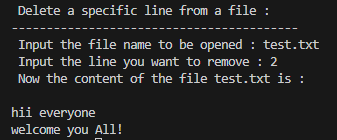 Delete a specific line from a file :
-----------------------------------------
Input the file name to be opened : test.txt
Input the line you want to remove : 2
Now the content of the file test.txt is :
hii everyone
welcome you All!